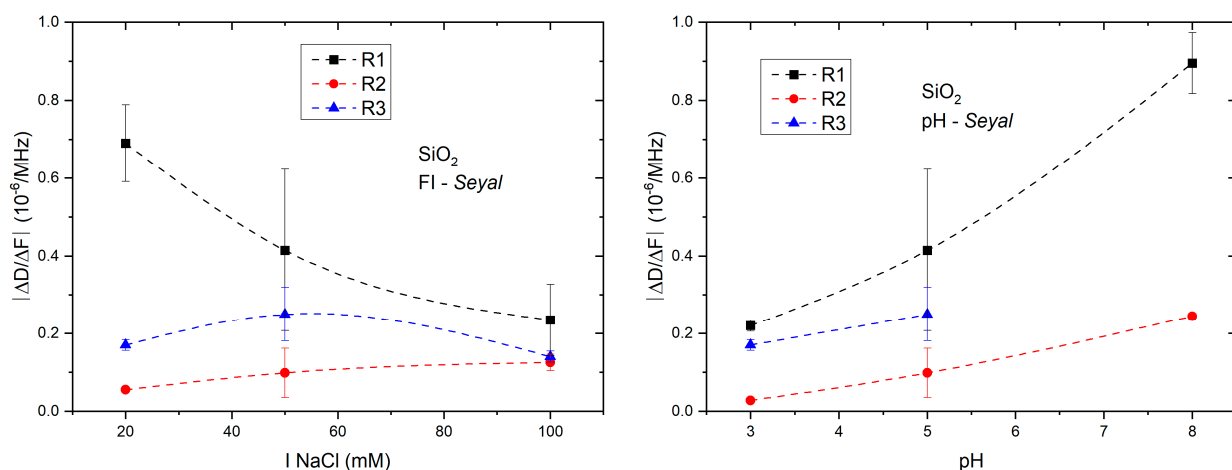 1.0
0.8
0.6
0.4
0.2
0.0
|ΔD/ΔF| (10⁻⁶/MHz)
R1
R2
R3
SiO₂
FI - Seyal
20 40 60 80 100
I NaCl (mM)
1.0
0.8
0.6
0.4
0.2
0.0
|ΔD/ΔF| (10⁻⁶/MHz)
R1
R2
R3
SiO₂
pH - Seyal
3 4 5 6 7 8
pH